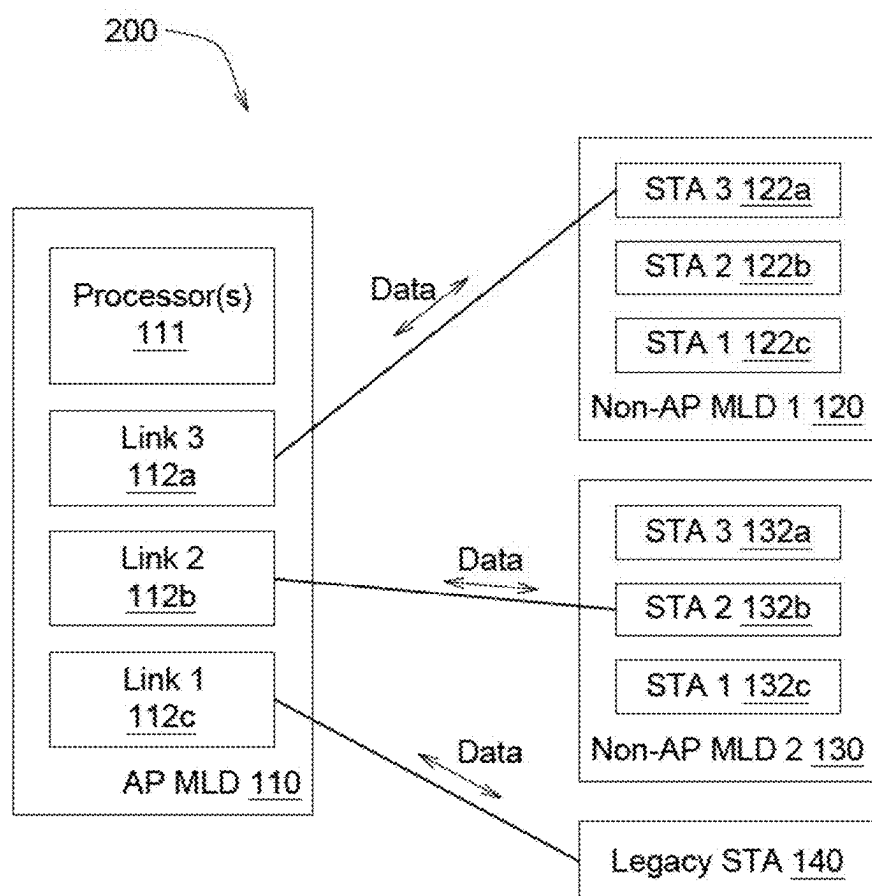 200
Processor(s)
111
Link 3
112a
Link 2
112b
Link 1
112c
AP MLD 110
Data
Data
Data
STA 3 122a
STA 2 122b
STA 1 122c
Non-AP MLD 1 120
STA 3 132a
STA 2 132b
STA 1 132c
Non-AP MLD 2 130
Legacy STA 140